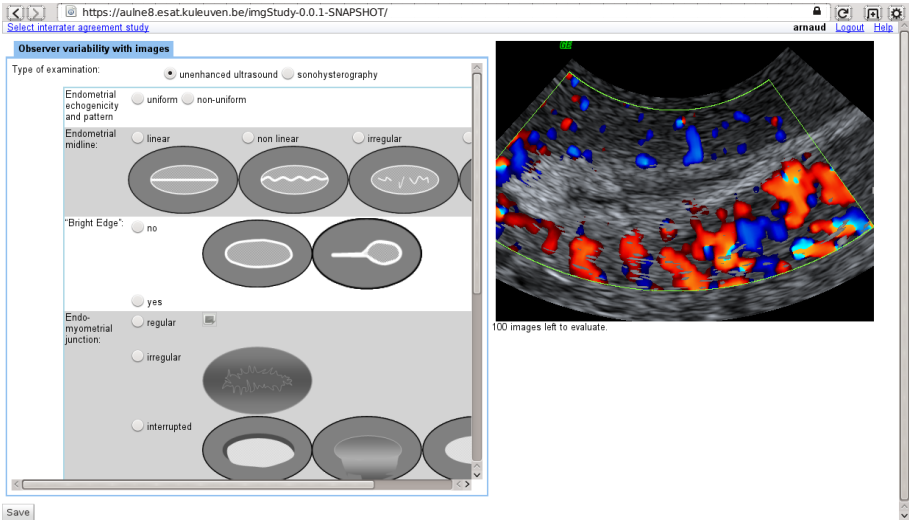 https://aulne8.esat.kuleuven.be/imgStudy-0.0.1-SNAPSHOT/
Select interrater agreement study
arnaud Logout Help
Observer variability with images
Type of examination:
unenhanced ultrasound sonohysterography
Endometrial echogenicity and pattern
uniform non-uniform
Endometrial midline:
linear non linear irregular
"Bright Edge":
no
yes
Endo-myometrial junction:
regular
irregular
interrupted
GE
100 images left to evaluate.
Save